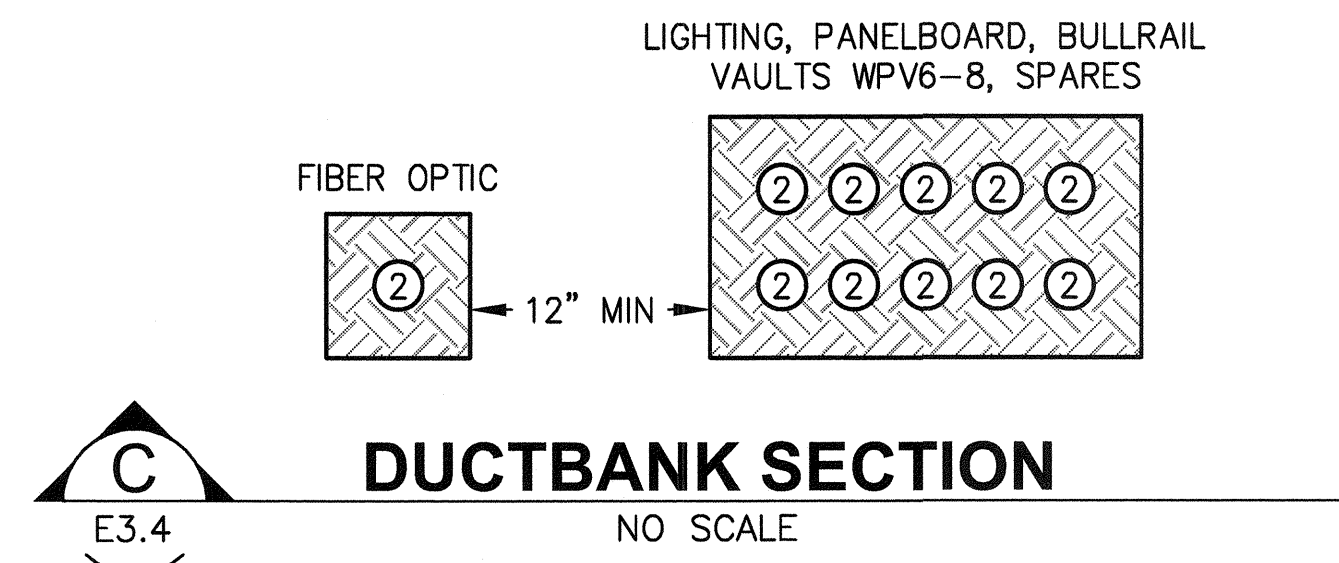 LIGHTING, PANELBOARD, BULLRAIL
VAULTS WPV6-8, SPARES
FIBER OPTIC
2 2 2 2 2
2
12" MIN
2 2 2 2 2
C
DUCTBANK SECTION
E3.4
NO SCALE